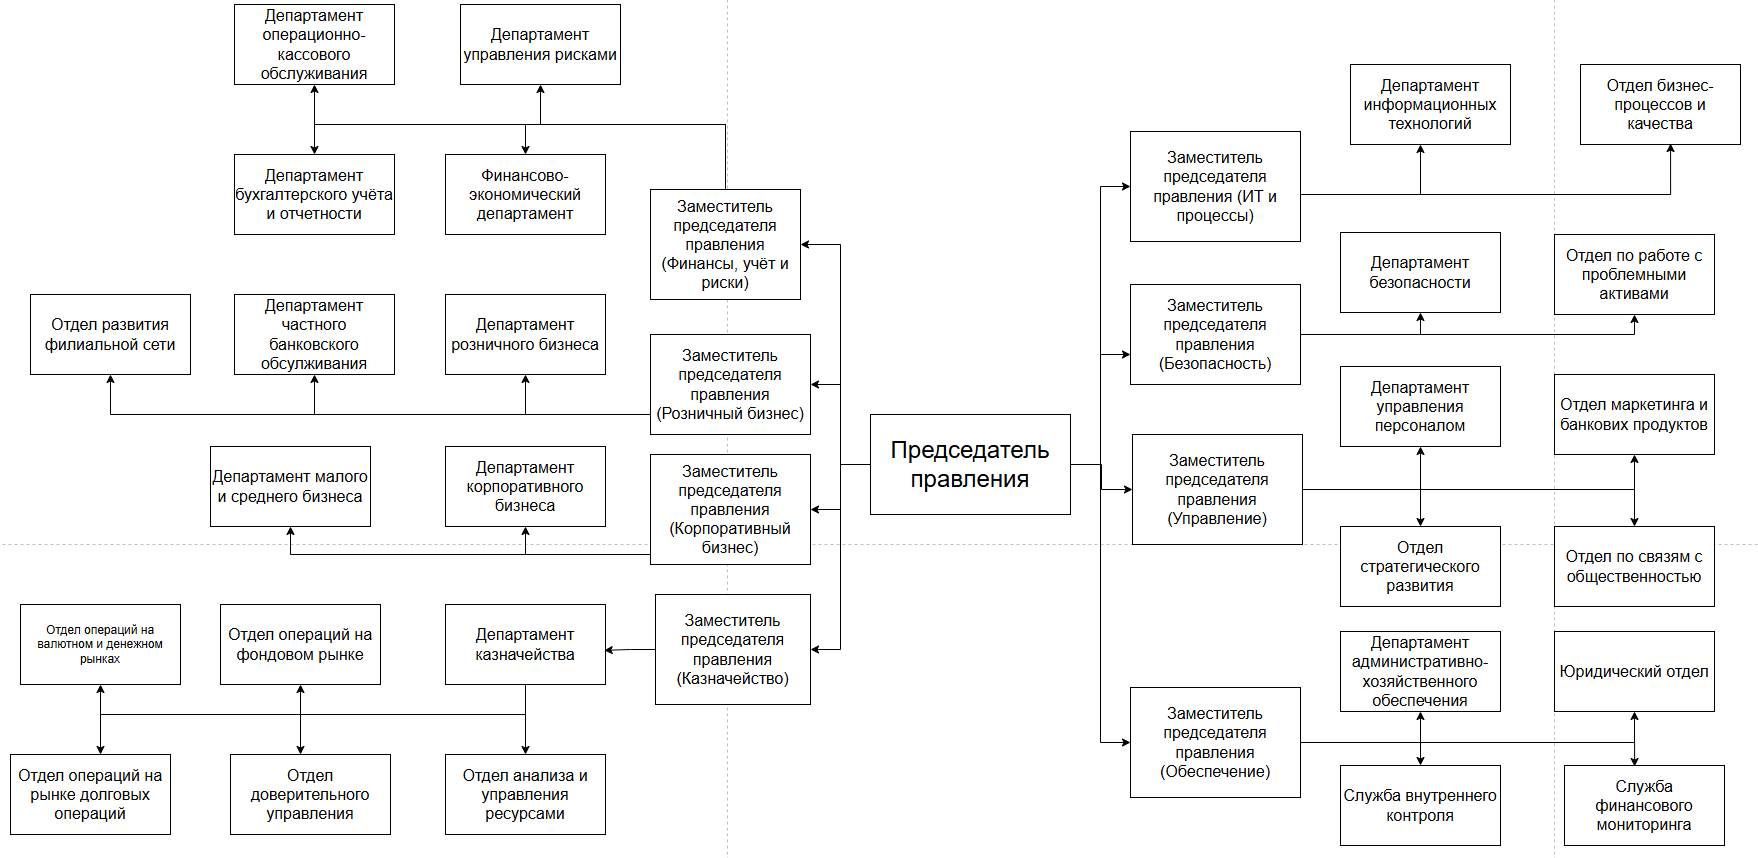 Департамент
операционно-
кассового
обслуживания
Департамент
управления рисками
Департамент
бухгалтерского учёта
и отчетности
Финансово-
экономический
департамент
Заместитель
председателя
правления
(Финансы, учёт и
риски)
Отдел развития
филиальной сети
Департамент
частного
банковского
обсулживания
Департамент
розничного бизнеса
Заместитель
председателя
правления
(Розничный бизнес)
Департамент малого
и среднего бизнеса
Департамент
корпоративного
бизнеса
Заместитель
председателя
правления
(Корпоративный
бизнес)
Отдел операций на
валютном и денежном
рынках
Отдел операций на
фондовом рынке
Департамент
казначейства
Заместитель
председателя
правления
(Казначейство)
Отдел операций на
рынке долговых
операций
Отдел
доверительного
управления
Отдел анализа и
управления
ресурсами
Председатель
правления
Заместитель
председателя
правления (ИТ и
процессы)
Департамент
информационных
технологий
Отдел бизнес-
процессов и
качества
Заместитель
председателя
правления
(Безопасность)
Департамент
безопасности
Отдел по работе с
проблемными
активами
Заместитель
председателя
правления
(Управление)
Департамент
управления
персоналом
Отдел маркетинга и
банкових продуктов
Отдел
стратегического
развития
Отдел по связям с
общественностью
Заместитель
председателя
правления
(Обеспечение)
Департамент
административно-
хозяйственного
обеспечения
Юридический отдел
Служба внутреннего
контроля
Служба
финансового
мониторинга